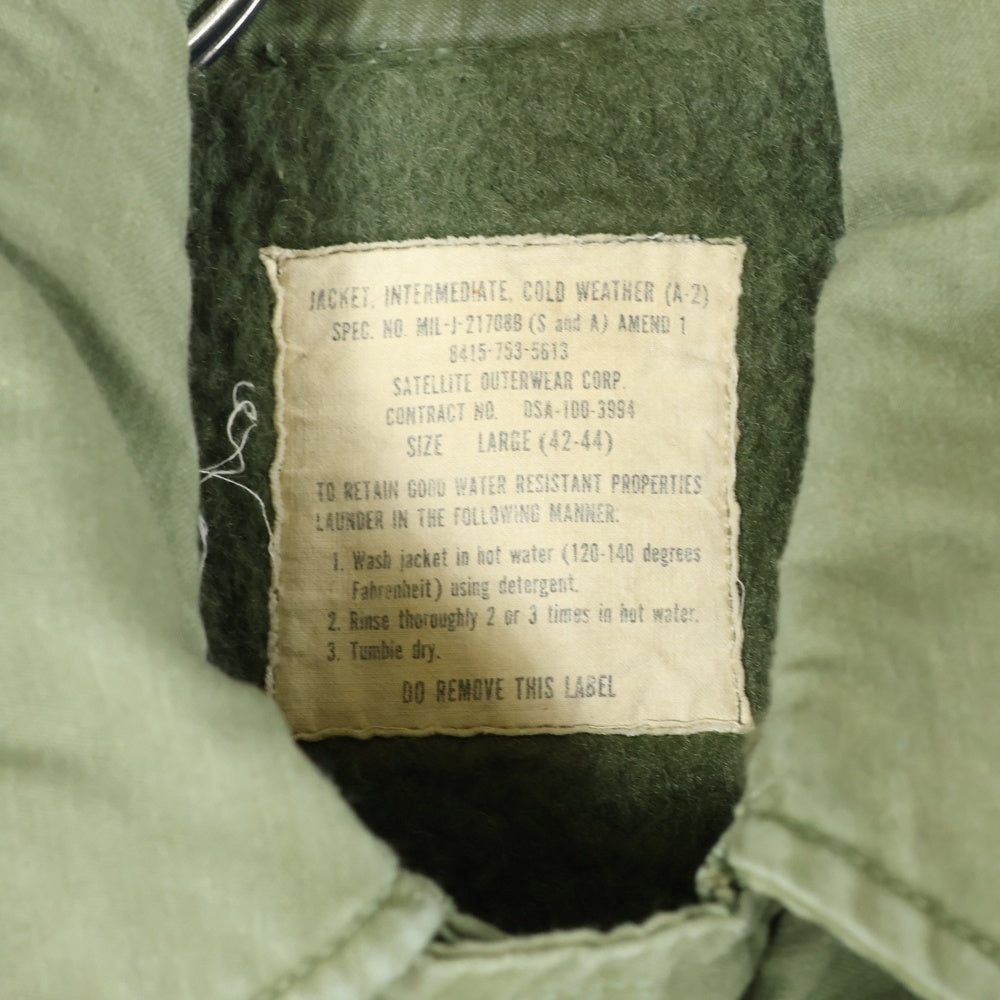 JACKET, INTERMEDIATE, COLD WEATHER (A-2)
SPEC. NO. MIL-J-21708B (S and A) AMEND 1
8415-753-5613
SATELLITE OUTERWEAR CORP.
CONTRACT NO. DSA-100-3994
SIZE LARGE (42-44)
TO RETAIN GOOD WATER RESISTANT PROPERTIES
LAUNDER IN THE FOLLOWING MANNER:
1. Wash jacket in hot water (120-140 degrees
Fahrenheit) using detergent.
2. Rinse thoroughly 2 or 3 times in hot water.
3. Tumble dry.
DO REMOVE THIS LABEL